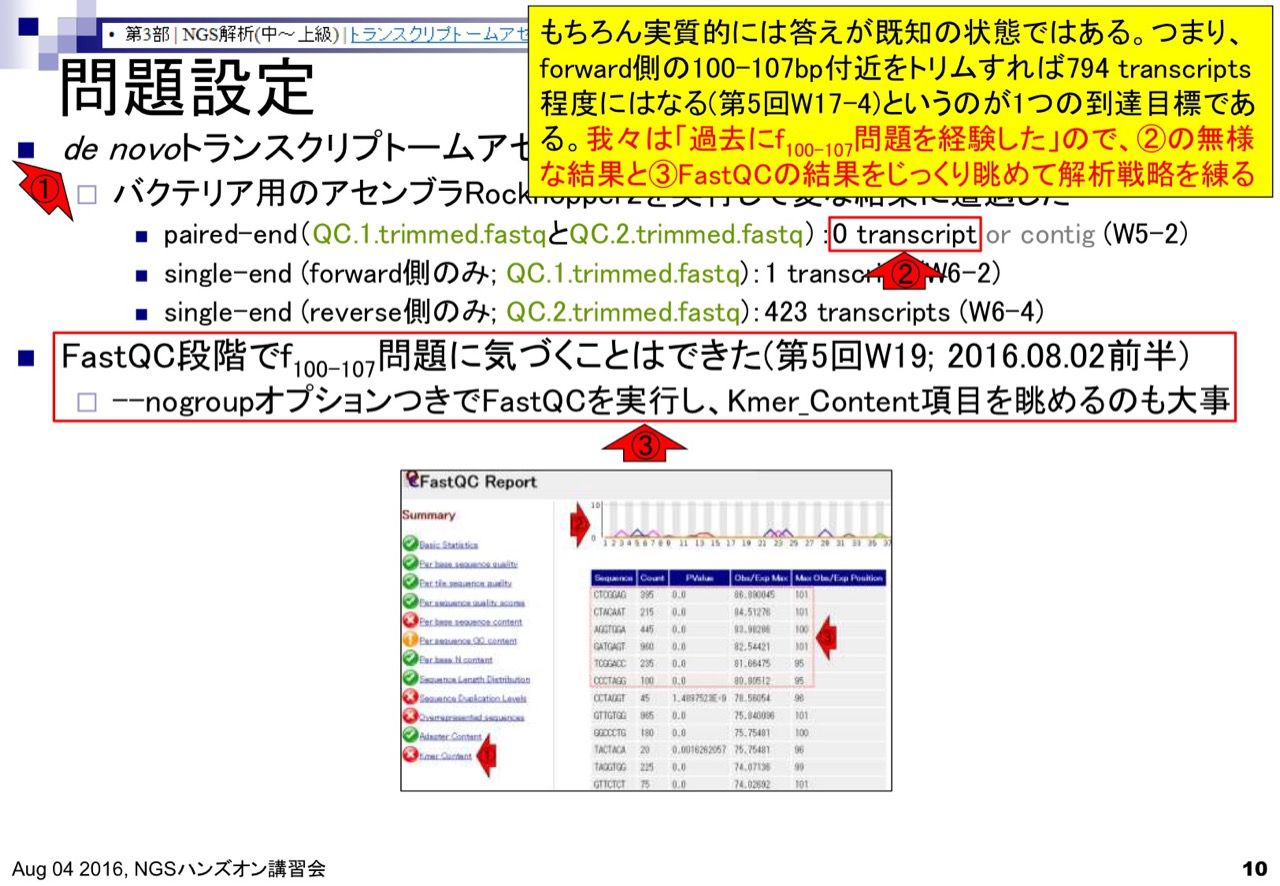 • 第3部 | NGS解析(中～上級) | トランスクリプトームアセ
問題設定
もちろん実質的には答えが既知の状態ではある。つまり、
forward側の100-107bp付近をトリムすれば794 transcripts
程度にはなる(第5回W17-4)というのが1つの到達目標であ
る。我々は「過去にf100-107問題を経験した」ので、②の無様
な結果と③FastQCの結果をじっくり眺めて解析戦略を練る
de novoトランスクリプトームアセ
①
バクテリア用のアセンブラRockhopper2を実行して変な結果に遭遇した
paired-end(QC.1.trimmed.fastqとQC.2.trimmed.fastq):0 transcript or contig (W5-2)
single-end (forward側のみ; QC.1.trimmed.fastq):1 transcri W6-2)
②
single-end (reverse側のみ; QC.2.trimmed.fastq):423 transcripts (W6-4)
FastQC段階でf100-107問題に気づくことはできた(第5回W19; 2016.08.02前半)
--nogroupオプションつきでFastQCを実行し、Kmer_Content項目を眺めるのも大事
③
FastQC Report
Summary
Basic Statistics
Per base sequence quality
Per tile sequence quality
Per sequence quality scores
Per base sequence content
Per sequence GC content
Per base N content
Sequence Length Distribution
Sequence Duplication Levels
Overrepresented sequences
Adapter Content
Kmer Content
①
②
10
0
1 2 3 4 5 6 7 8 9 11 13 15 17 19 21 23 25 27 29 31 33 35 37
Sequence Count PValue Obs/Exp Max Max Obs/Exp Position
CTCGGAG 395 0.0 86.890045 101
CTACAAT 215 0.0 84.51276 101
AGGTGGA 445 0.0 83.98286 100
GATGAGT 960 0.0 82.54421 101
TCGGACC 235 0.0 81.66475 95
CCCTAGG 100 0.0 80.80512 95
CCTAGGT 45 1.4897523E-9 78.56054 96
GTTGTGG 965 0.0 75.840096 101
GGCCCTG 180 0.0 75.75481 100
TACTACA 20 0.0016262057 75.75481 96
TAGGTGG 225 0.0 74.07136 99
GTTCTCT 75 0.0 74.02692 101
③
Aug 04 2016, NGSハンズオン講習会
10